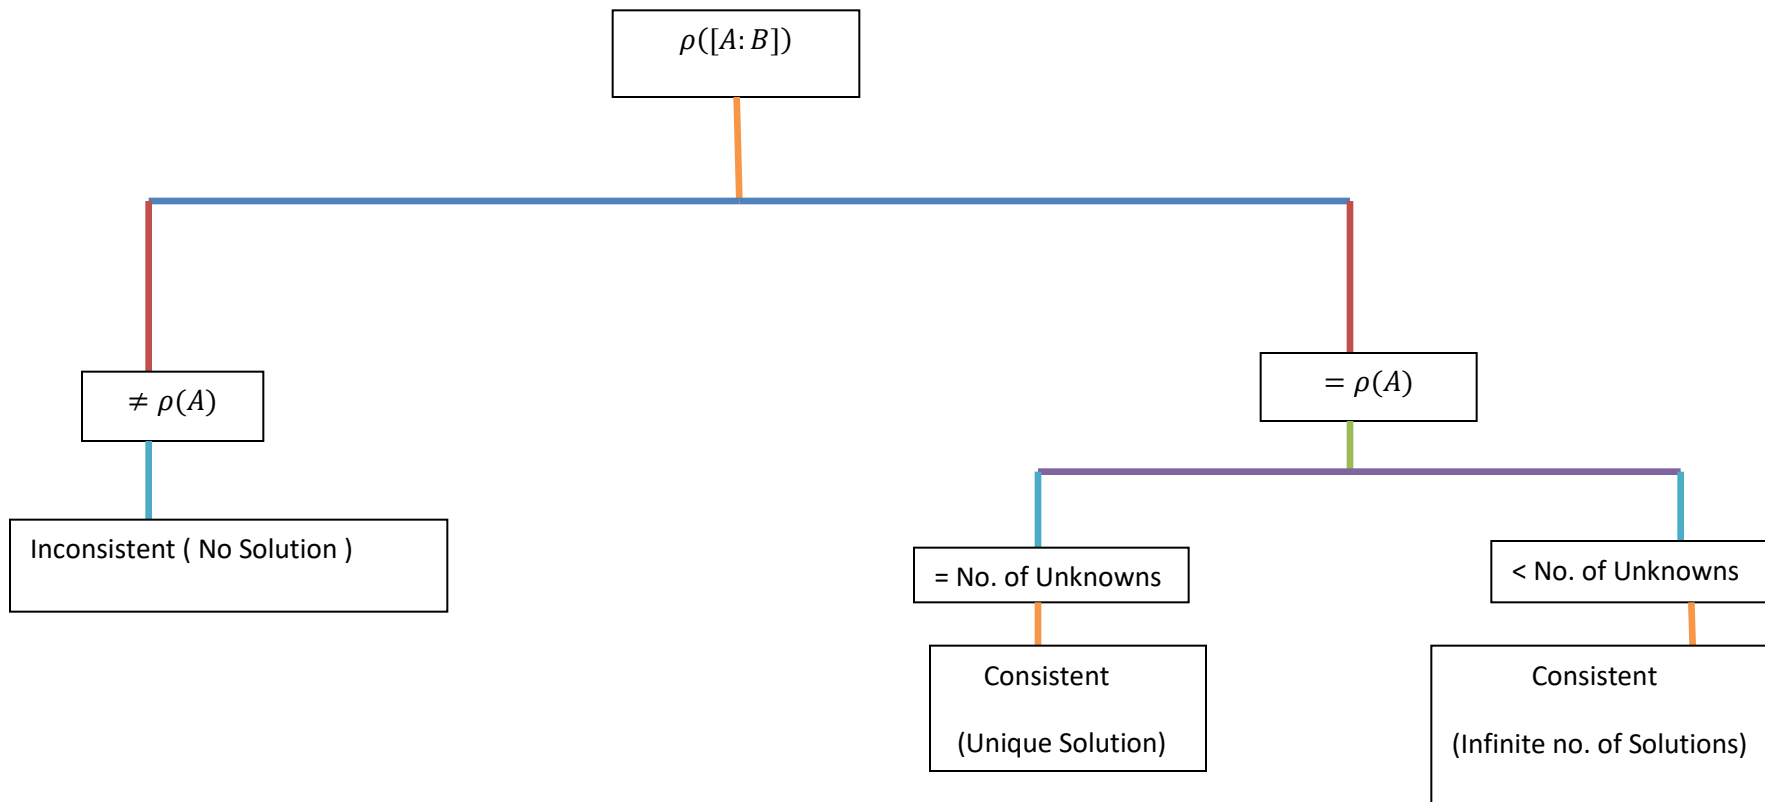 ρ([A: B])
≠ ρ(A)
= ρ(A)
Inconsistent ( No Solution )
= No. of Unknowns
< No. of Unknowns
Consistent
(Unique Solution)
Consistent
(Infinite no. of Solutions)